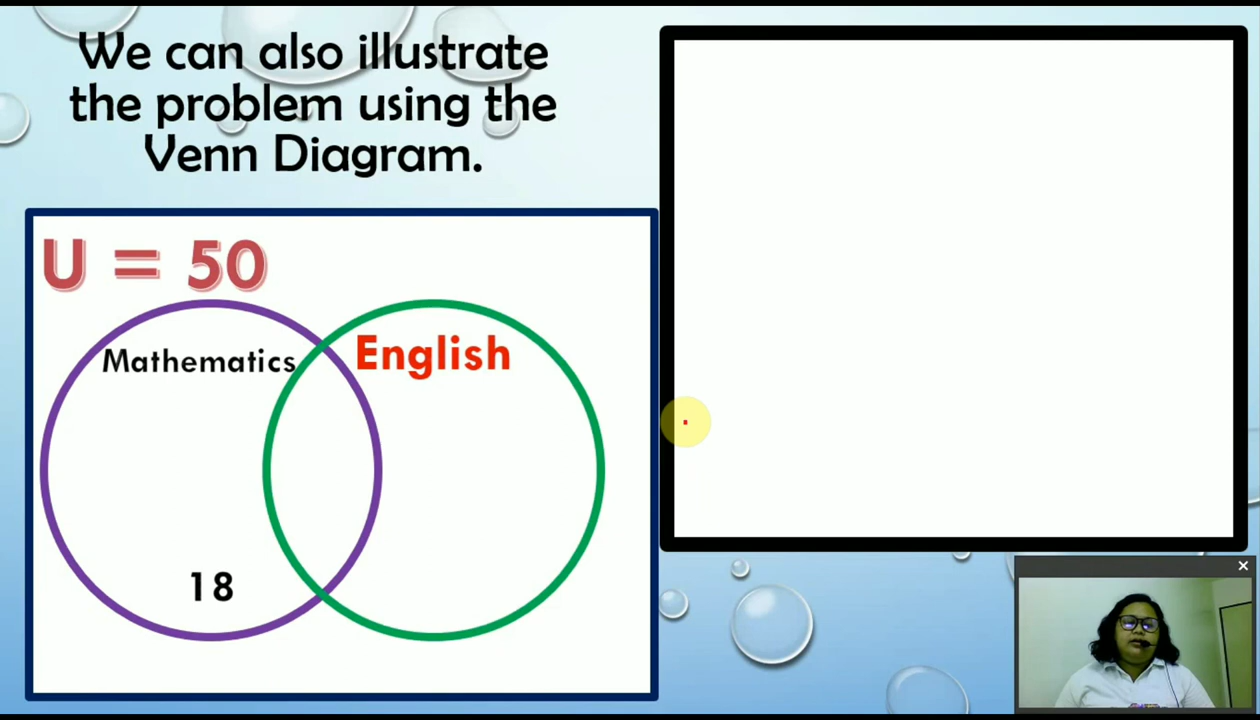 We can also illustrate
the problem using the
Venn Diagram.
U = 50
Mathematics
English
18